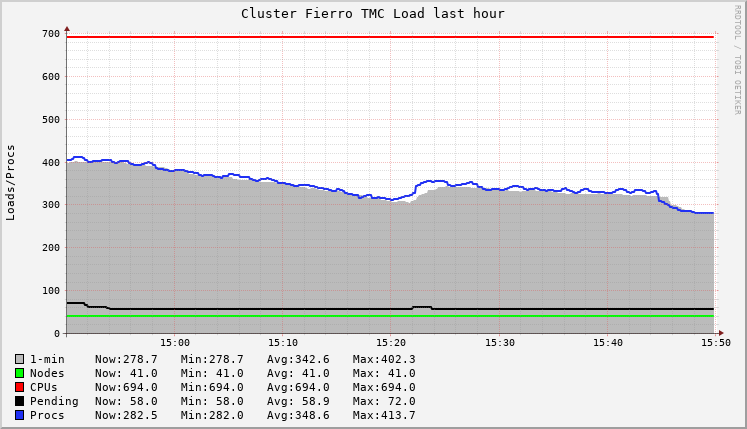 Cluster Fierro TMC Load last hour
RRDTOOL / TOBI OETIKER
Loads/Procs
700
600
500
400
300
200
100
0
15:00 15:10 15:20 15:30 15:40 15:50
1-min Now:278.7 Min:278.7 Avg:342.6 Max:402.3
Nodes Now: 41.0 Min: 41.0 Avg: 41.0 Max: 41.0
CPUs Now:694.0 Min:694.0 Avg:694.0 Max:694.0
Pending Now: 58.0 Min: 58.0 Avg: 58.9 Max: 72.0
Procs Now:282.5 Min:282.0 Avg:348.6 Max:413.7